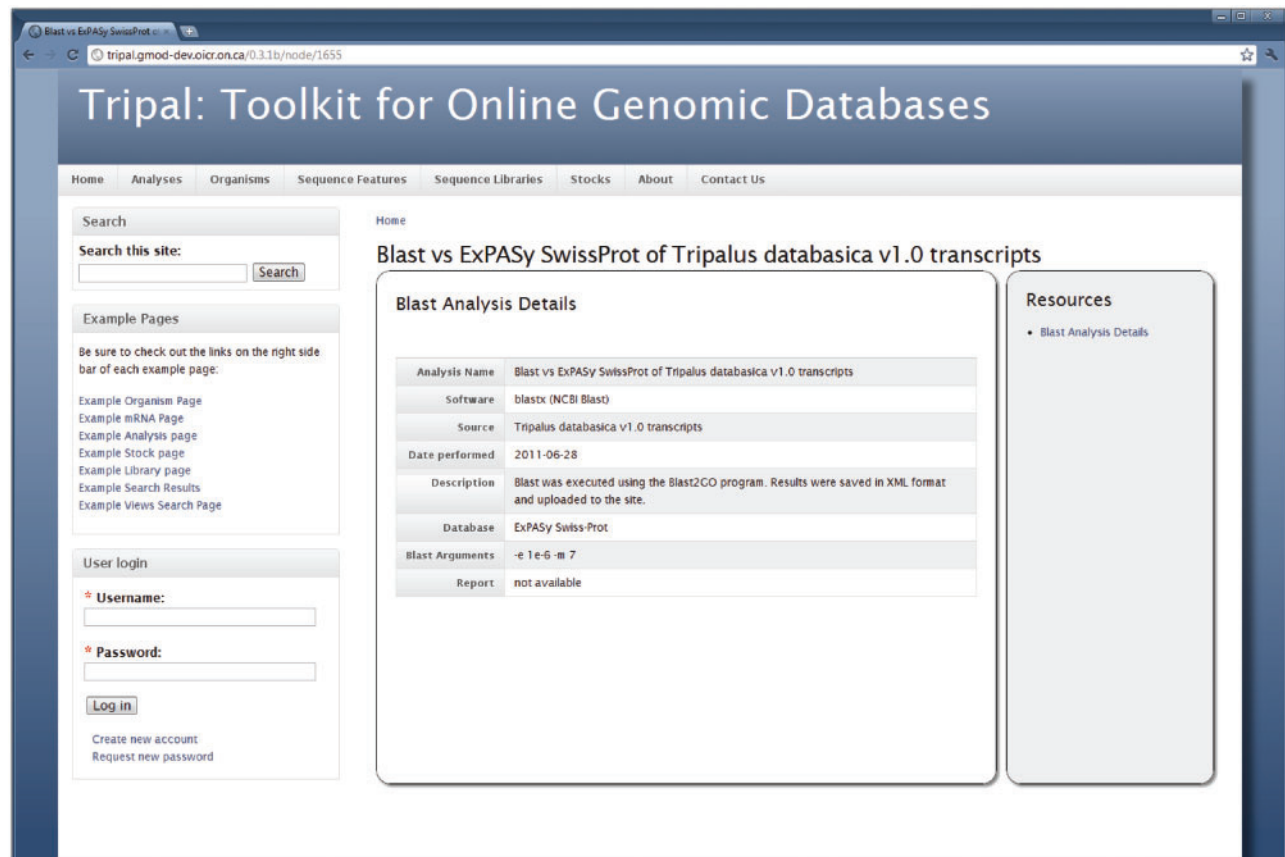 Blast vs ExPASy SwissProt o
tripal.gmod-dev.oicr.on.ca/0.3.1b/node/1655
Tripal: Toolkit for Online Genomic Databases
Home Analyses Organisms Sequence Features Sequence Libraries Stocks About Contact Us
Search
Search this site:
Search
Example Pages
Be sure to check out the links on the right side
bar of each example page:
Example Organism Page
Example mRNA Page
Example Analysis page
Example Stock page
Example Library page
Example Search Results
Example Views Search Page
User login
* Username:
* Password:
Log in
Create new account
Request new password
Home
Blast vs ExPASy SwissProt of Tripalus databasica v1.0 transcripts
Blast Analysis Details
Analysis Name Blast vs ExPASy SwissProt of Tripalus databasica v1.0 transcripts
Software blastx (NCBI Blast)
Source Tripalus databasica v1.0 transcripts
Date performed 2011-06-28
Description Blast was executed using the Blast2GO program. Results were saved in XML format
and uploaded to the site.
Database ExPASy Swiss-Prot
Blast Arguments -e 1e-6 -m 7
Report not available
Resources
• Blast Analysis Details